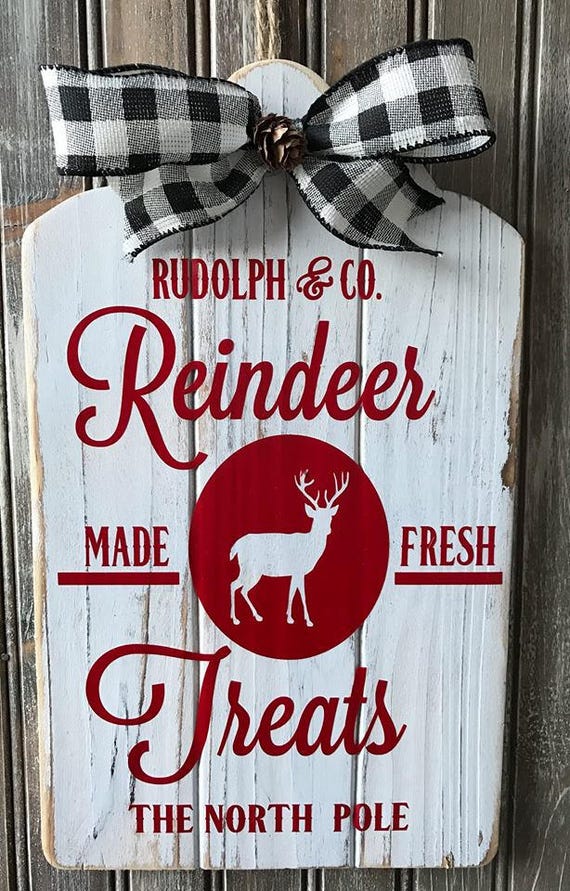 RUDOLPH & CO.
Reindeer
MADE FRESH
Treats
THE NORTH POLE